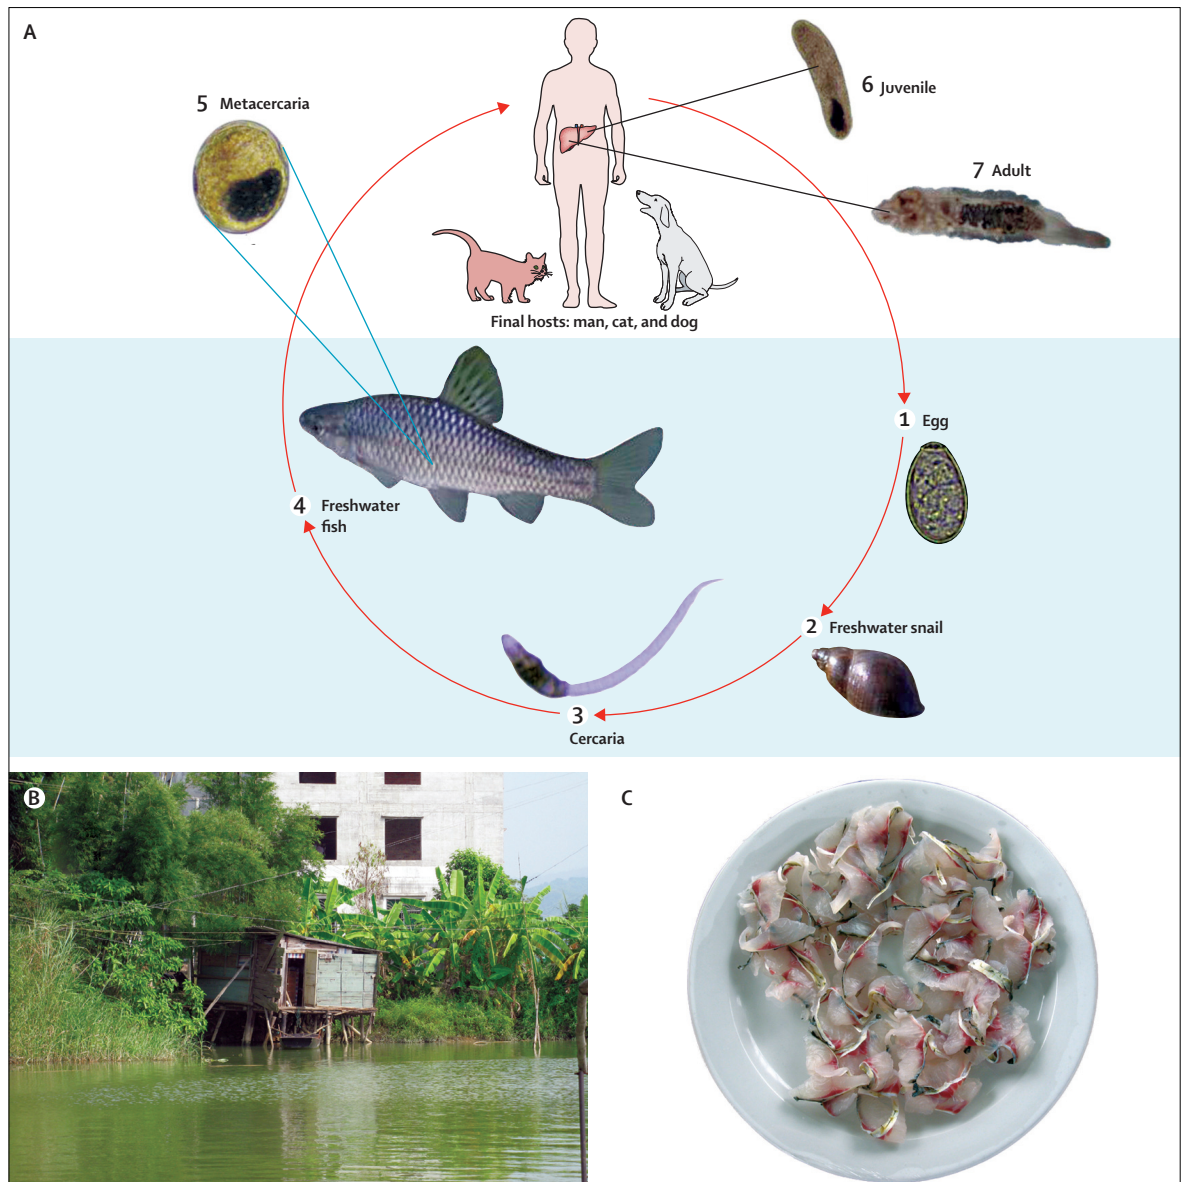 A
5 Metacercaria
6 Juvenile
7 Adult
Final hosts: man, cat, and dog
1 Egg
4 Freshwater
fish
2 Freshwater snail
3
Cercaria
B
C